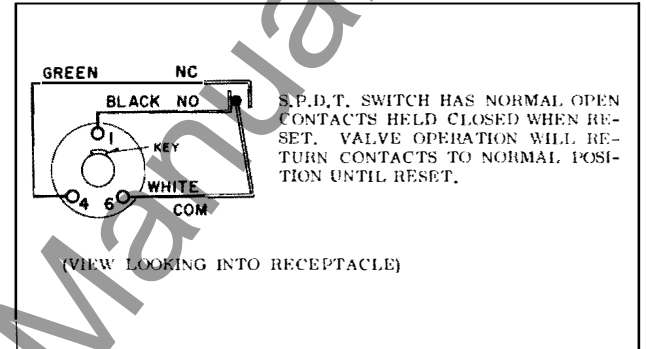 GREEN NC
BLACK NO
1
KEY
WHITE
4 6
COM
S.P.D.T. SWITCH HAS NORMAL OPEN
CONTACTS HELD CLOSED WHEN RE-
SET. VALVE OPERATION WILL RE-
TURN CONTACTS TO NORMAL POSI-
TION UNTIL RESET.
(VIEW LOOKING INTO RECEPTACLE)
Manual